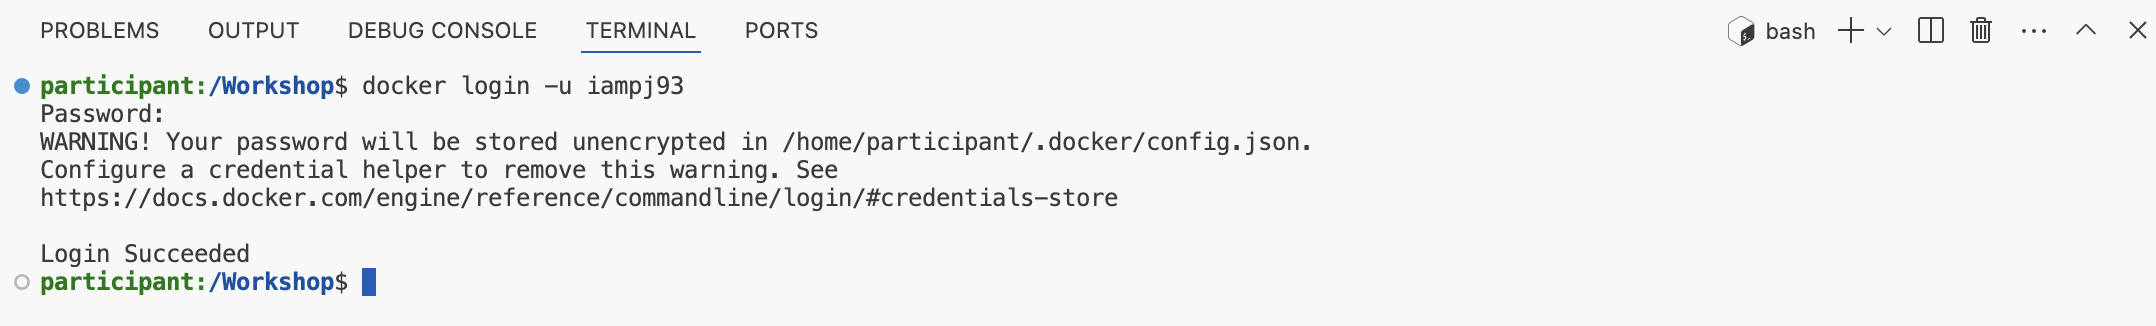 PROBLEMS OUTPUT DEBUG CONSOLE TERMINAL PORTS bash
participant:/Workshop$ docker login -u iampj93
Password:
WARNING! Your password will be stored unencrypted in /home/participant/.docker/config.json.
Configure a credential helper to remove this warning. See
https://docs.docker.com/engine/reference/commandline/login/#credentials-store
Login Succeeded
participant:/Workshop$